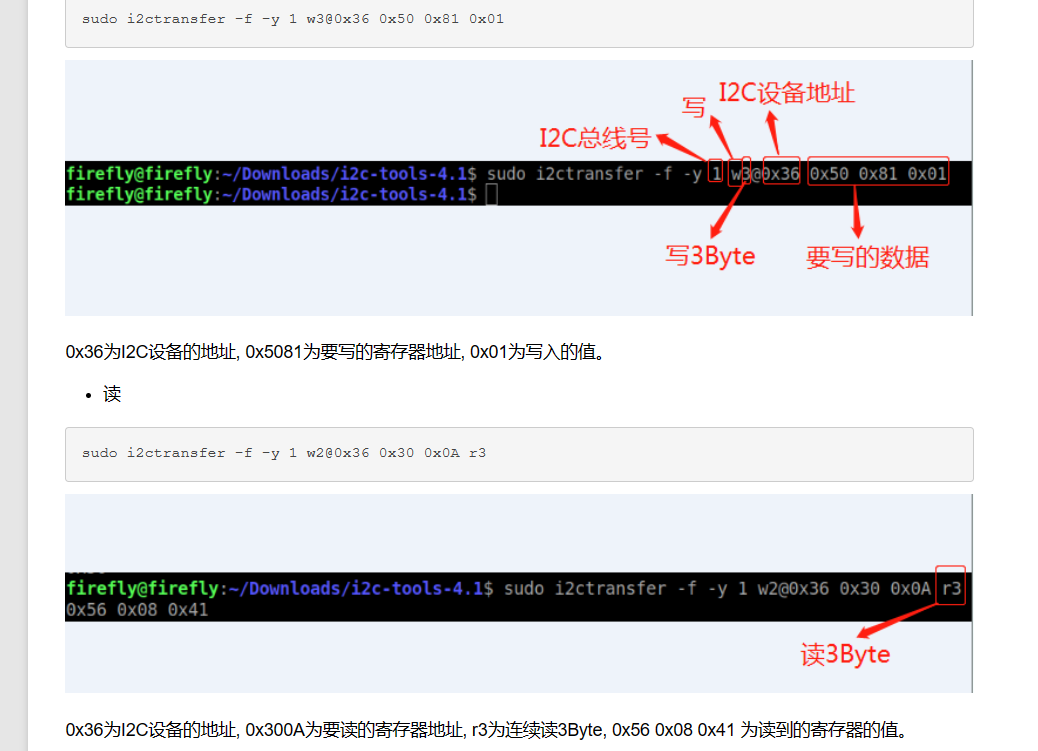 sudo i2ctransfer -f -y 1 w3@0x36 0x50 0x81 0x01
I2C设备地址
写
I2C总线号
firefly@firefly:~/Downloads/i2c-tools-4.1$ sudo i2ctransfer -f -y 1 w3@0x36 0x50 0x81 0x01
firefly@firefly:~/Downloads/i2c-tools-4.1$
写3Byte
要写的数据
0x36为I2C设备的地址, 0x5081为要写的寄存器地址, 0x01为写入的值。
• 读
sudo i2ctransfer -f -y 1 w2@0x36 0x30 0x0A r3
firefly@firefly:~/Downloads/i2c-tools-4.1$ sudo i2ctransfer -f -y 1 w2@0x36 0x30 0x0A r3
0x56 0x08 0x41
读3Byte
0x36为I2C设备的地址, 0x300A为要读的寄存器地址, r3为连续读3Byte, 0x56 0x08 0x41 为读到的寄存器的值。